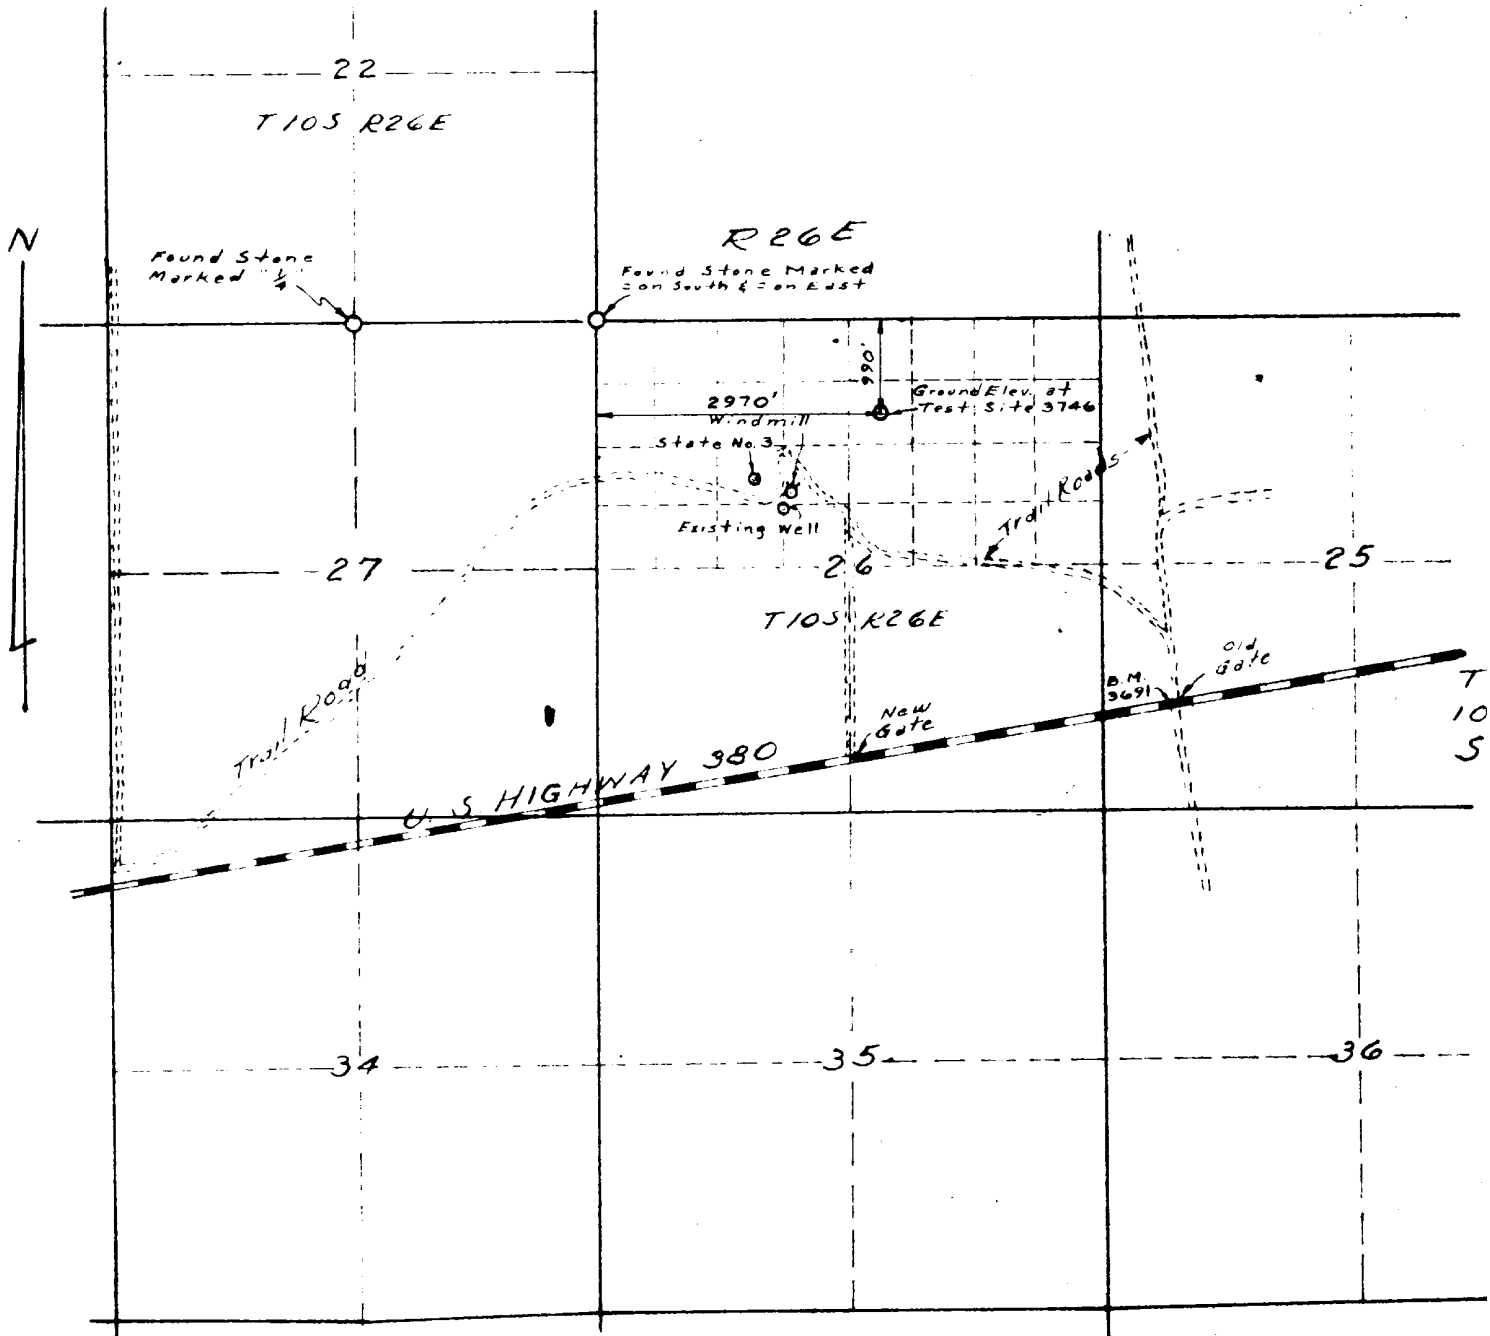 22
T10S R26E
N
R26E
Found Stone
Marked "1/4"
Found Stone Marked
= on South & = on East
990'
2970'
Ground Elev. at
Test Site 3746
Windmill
State No. 3
Existing Well
Trail Roads
27
26
25
T10S R26E
Old
Gate
B.M.
3691
New
Gate
T
10
S
Trail Road
U.S HIGHWAY 380
34
35
36